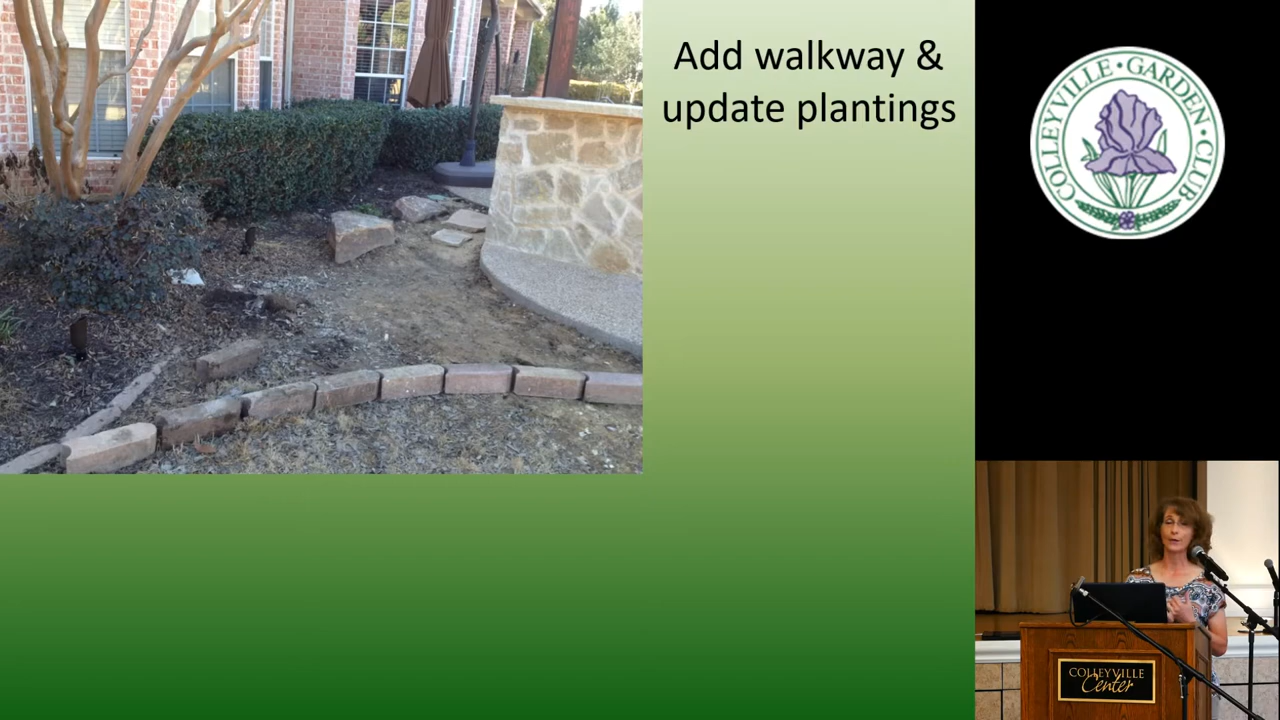 Add walkway &
update plantings
COLLEYVILLE • GARDEN • CLUB
COLLEYVILLE
Center